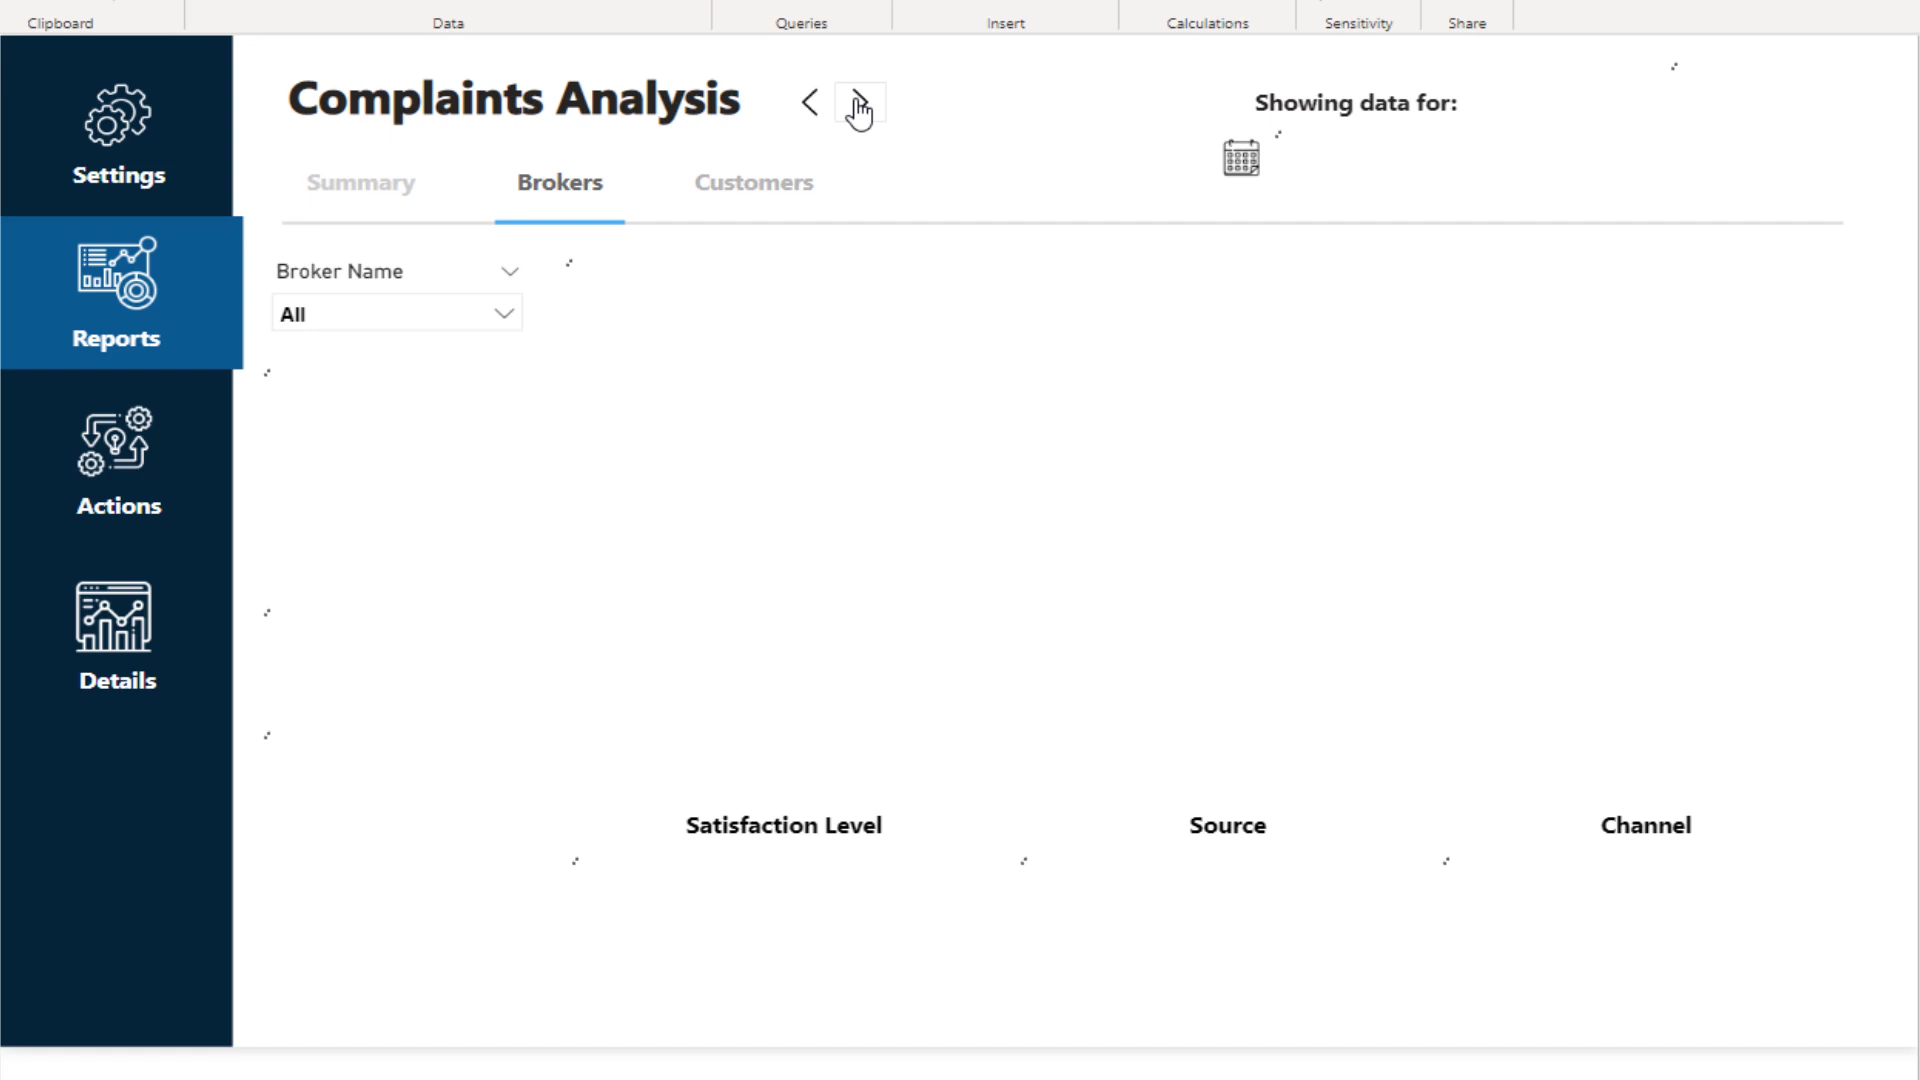 Clipboard
Data
Queries
Insert
Calculations
Sensitivity
Share
Complaints Analysis
Showing data for:
Settings
Summary
Brokers
Customers
Broker Name
All
Reports
Actions
Details
Satisfaction Level
Source
Channel